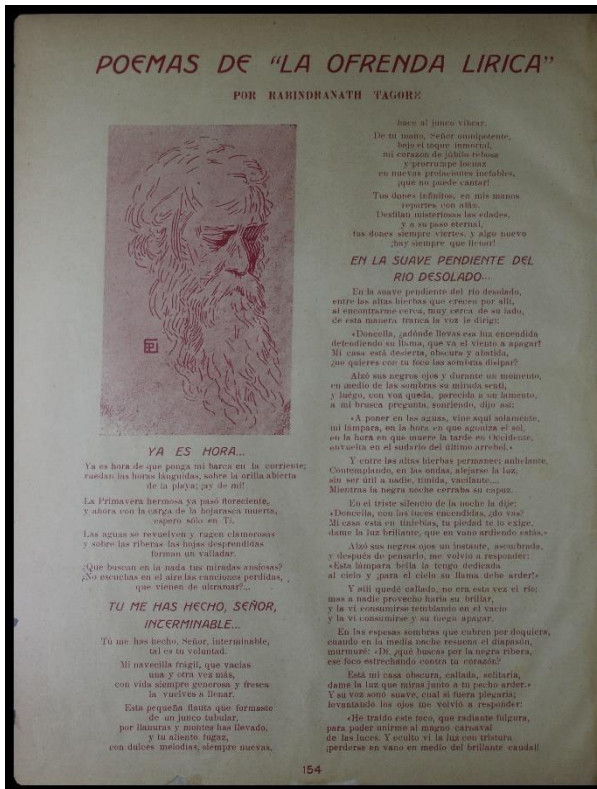 POEMAS DE "LA OFRENDA LIRICA"
POR RABINDRANATH TAGORE
YA ES HORA...
Ya es hora de que ponga mi barca en la corriente;
ruedan las horas lánguidas, sobre la orilla abierta
de la playa; ¡ay de mí!
La Primavera hermosa ya pasó floreciente,
y ahora con la carga de la hojarasca muerta,
espero sólo en Ti.
Las aguas se revuelven y rugen clamorosas
y sobre las riberas las hojas desprendidas
forman un valladar.
¿Que buscan en la nada tus miradas ansiosas?
¿No escuchas en el aire las canciones perdidas,
que vienen de ultramar?...
TU ME HAS HECHO, SEÑOR,
INTERMINABLE...
Tú me has hecho, Señor, interminable,
tal es tu voluntad.
Mi navecilla frágil, que vacías
una y otra vez más,
con vida siempre generosa y fresca
la vuelves a llenar.
Esta pequeña flauta que formaste
de un junco tubular,
por llanuras y montes has llevado,
y tu aliento fugaz,
con dulces melodías, siempre nuevas,
hace al junco vibrar.
De tu mano, Señor omnipotente,
bajo el toque inmortal,
mi corazón de júbilo rebosa
y prorrumpe locuaz
en nuevas prolaciones inefables,
¡que no puede cantar!
Tus dones infinitos, en mis manos
repartes con afán.
Desfilan misteriosas las edades,
y a su paso eternal,
tus dones siempre viertes, y algo nuevo
¡hay siempre que llenar!
EN LA SUAVE PENDIENTE DEL
RIO DESOLADO...
En la suave pendiente del río desolado,
entre las altas hierbas que crecen por allí,
al encontrarme cerca, muy cerca de su lado,
de esta manera franca la voz le dirigí:
«Doncella, ¿adónde llevas esa luz encendida
defendiendo su llama, que va el viento a apagar?
Mi casa está desierta, obscura y abatida,
¿no quieres con tu foco las sombras disipar?
Alzó sus negros ojos y durante un momento,
en medio de las sombras su mirada sentí,
y luego, con voz queda, parecida a un lamento,
a mi brusca pregunta, sonriendo, dijo así:
«A poner en las aguas, vine aquí solamente,
mi lámpara, en la hora en que agoniza el sol,
en la hora en que muere la tarde en Occidente,
envuelta en el sudario del último arrebol.»
Y entre las altas hierbas permanecí anhelante,
Contemplando, en las ondas, alejarse la luz,
sin ser útil a nadie, tímida, vacilante,...
Mientras la negra noche cerraba su capuz.
En el triste silencio de la noche la dije:
«Doncella, con las luces encendidas, ¿do vas?
Mi casa está en tinieblas, tu piedad te lo exige,
dame la luz brillante, que en vano ardiendo estás.»
Alzó sus negros ojos un instante, asombrada,
y después de pensarlo, me volvió a responder:
«Esta lámpara bella la tengo dedicada
al cielo y ¡para el cielo su llama debe arder!»
Y allí quedé callado, no era esta vez el río:
mas a nadie provecho haría su brillar,
y la ví consumirse temblando en el vacío
y la ví consumirse y su fuego apagar.
En las espesas sombras que cubren por doquiera,
cuando en la media noche resuena el diapasón,
murmuré: «Di, ¿qué buscas por la negra ribera,
ese foco estrechando contra tu corazón?
Está mi casa obscura, callada, solitaria,
dame la luz que miras junto a tu pecho arder.»
Y su voz sonó suave, cual si fuera plegaria;
levantando los ojos me volvió a responder:
«He traído este foco, que radiante fulgura,
para poder unirme al magno carnaval
de las luces. Y oculto ví la luz con tristura
¡perderse en vano en medio del brillante caudal!
154